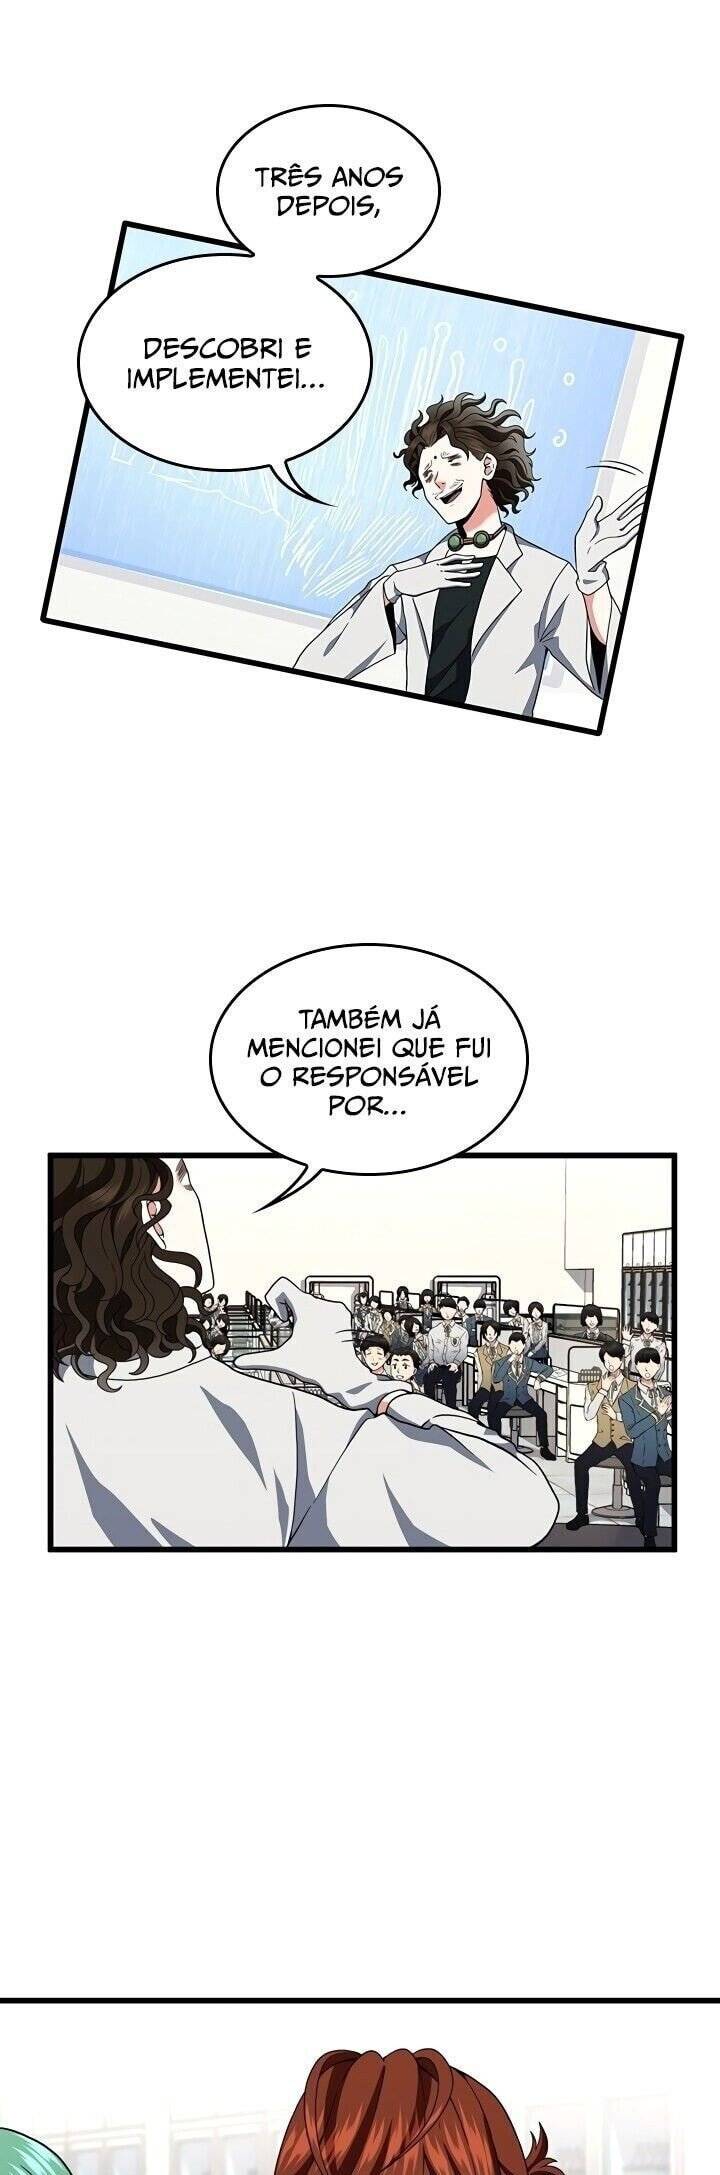 TRÊS ANOS
DEPOIS,
DESCOBRI E
IMPLEMENTEI...
TAMBÉM JÁ
MENCIONEI QUE FUI
O RESPONSÁVEL
POR...